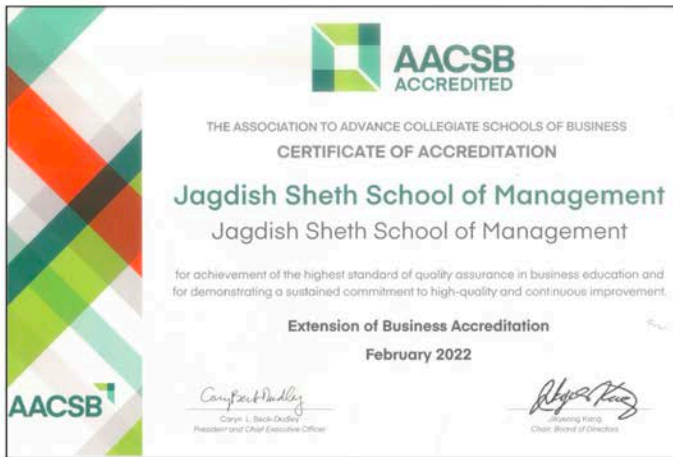 AACSB
ACCREDITED
THE ASSOCIATION TO ADVANCE COLLEGIATE SCHOOLS OF BUSINESS
CERTIFICATE OF ACCREDITATION
Jagdish Sheth School of Management
Jagdish Sheth School of Management
for achievement of the highest standard of quality assurance in business education and
for demonstrating a sustained commitment to high-quality and continuous improvement.
Extension of Business Accreditation
February 2022
AACSB
Caryn L. Beck-Dudley
President and Chief Executive Officer
Kang
Chair, Board of Directors